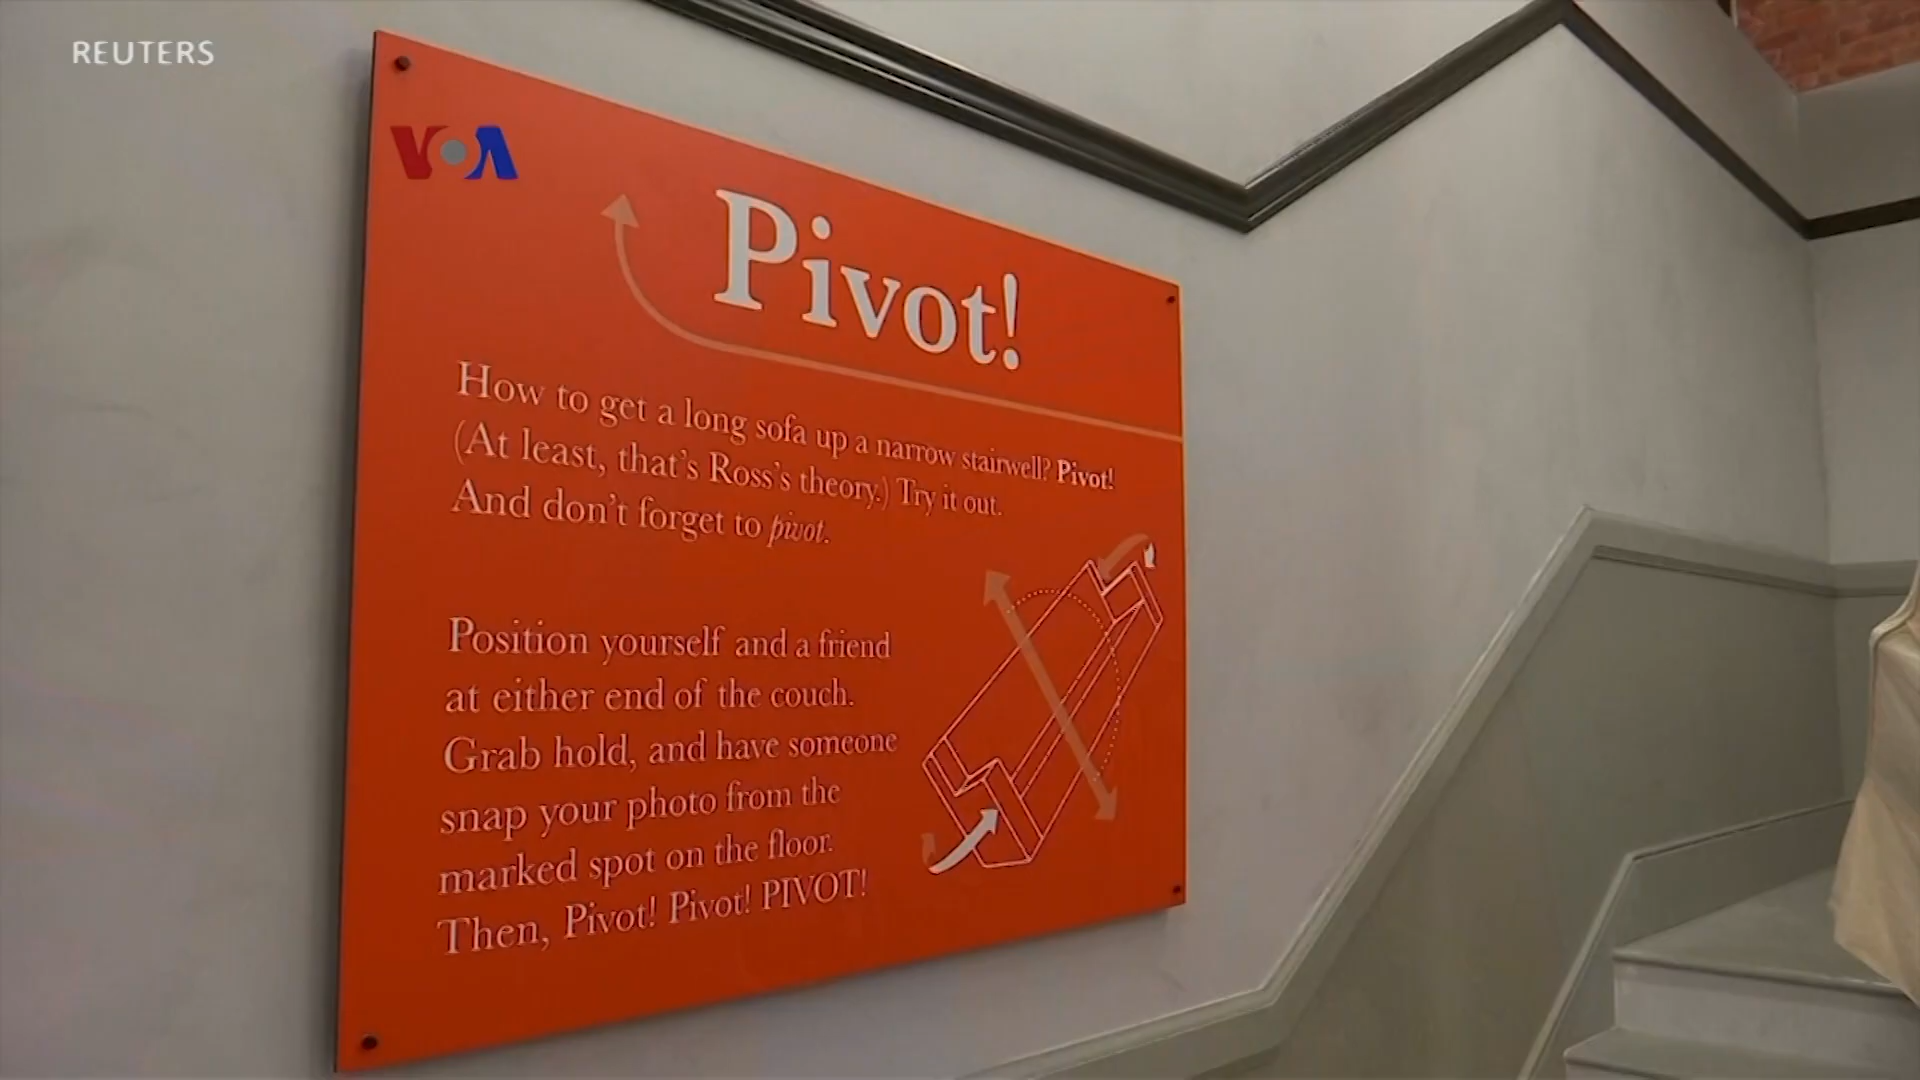 REUTERS
VOA
Pivot!
How to get a long sofa up a narrow stairwell? Pivot!
(At least, that's Ross's theory.) Try it out.
And don't forget to pivot.
Position yourself and a friend
at either end of the couch.
Grab hold, and have someone
snap your photo from the
marked spot on the floor.
Then, Pivot! Pivot! PIVOT!